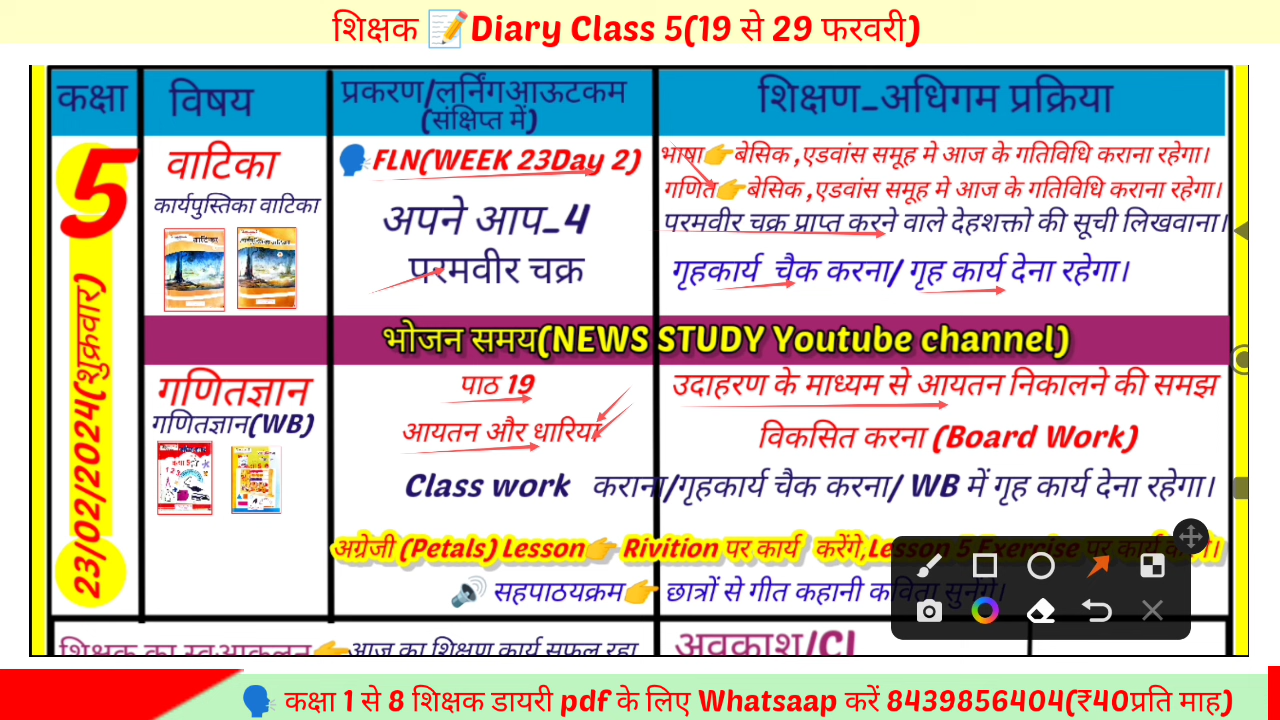 शिक्षक 📝Diary Class 5(19 से 29 फरवरी)
कक्षा
विषय
प्रकरण/लर्निंगआऊटकम
(संक्षिप्त में)
शिक्षण_अधिगम प्रक्रिया
5
23/02/2024(शुक्रवार)
वाटिका
कार्यपुस्तिका वाटिका
🗣️FLN(WEEK 23Day 2)
अपने आप_4
परमवीर चक्र
भाषा👉बेसिक ,एडवांस समूह मे आज के गतिविधि कराना रहेगा।
गणित👉बेसिक ,एडवांस समूह मे आज के गतिविधि कराना रहेगा।
परमवीर चक्र प्राप्त करने वाले देहशक्तो की सूची लिखवाना।
गृहकार्य चैक करना/ गृह कार्य देना रहेगा।
भोजन समय(NEWS STUDY Youtube channel)
गणितज्ञान
गणितज्ञान(WB)
पाठ 19
आयतन और धारिया
उदाहरण के माध्यम से आयतन निकालने की समझ
विकसित करना (Board Work)
Class work कराना/गृहकार्य चैक करना/ WB में गृह कार्य देना रहेगा।
अग्रेजी (Petals) Lesson👉 Rivition पर कार्य करेंगे,Lesson 5 Exercise पर कार्य
🔊 सहपाठयक्रम👉 छात्रों से गीत कहानी कविता सुनेंगे।
शिक्षक का स्वआकलन👉आज का शिक्षण कार्य सफल रहा
अवकाश/CL
🗣️ कक्षा 1 से 8 शिक्षक डायरी pdf के लिए Whatsaap करें 8439856404(₹40प्रति माह)